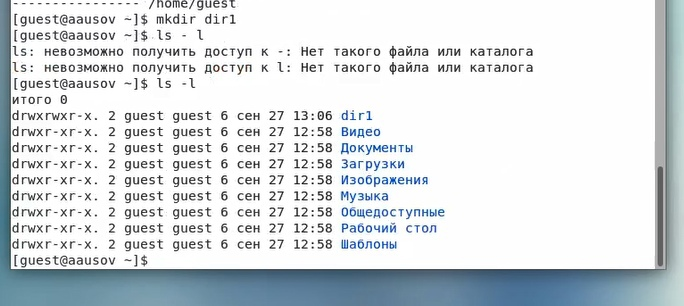 ---------------- /home/guest
[guest@aausov ~]$ mkdir dir1
[guest@aausov ~]$ ls - l
ls: невозможно получить доступ к -: Нет такого файла или каталога
ls: невозможно получить доступ к l: Нет такого файла или каталога
[guest@aausov ~]$ ls -l
итого 0
drwxrwxr-x. 2 guest guest 6 сен 27 13:06 dir1
drwxr-xr-x. 2 guest guest 6 сен 27 12:58 Видео
drwxr-xr-x. 2 guest guest 6 сен 27 12:58 Документы
drwxr-xr-x. 2 guest guest 6 сен 27 12:58 Загрузки
drwxr-xr-x. 2 guest guest 6 сен 27 12:58 Изображения
drwxr-xr-x. 2 guest guest 6 сен 27 12:58 Музыка
drwxr-xr-x. 2 guest guest 6 сен 27 12:58 Общедоступные
drwxr-xr-x. 2 guest guest 6 сен 27 12:58 Рабочий стол
drwxr-xr-x. 2 guest guest 6 сен 27 12:58 Шаблоны
[guest@aausov ~]$